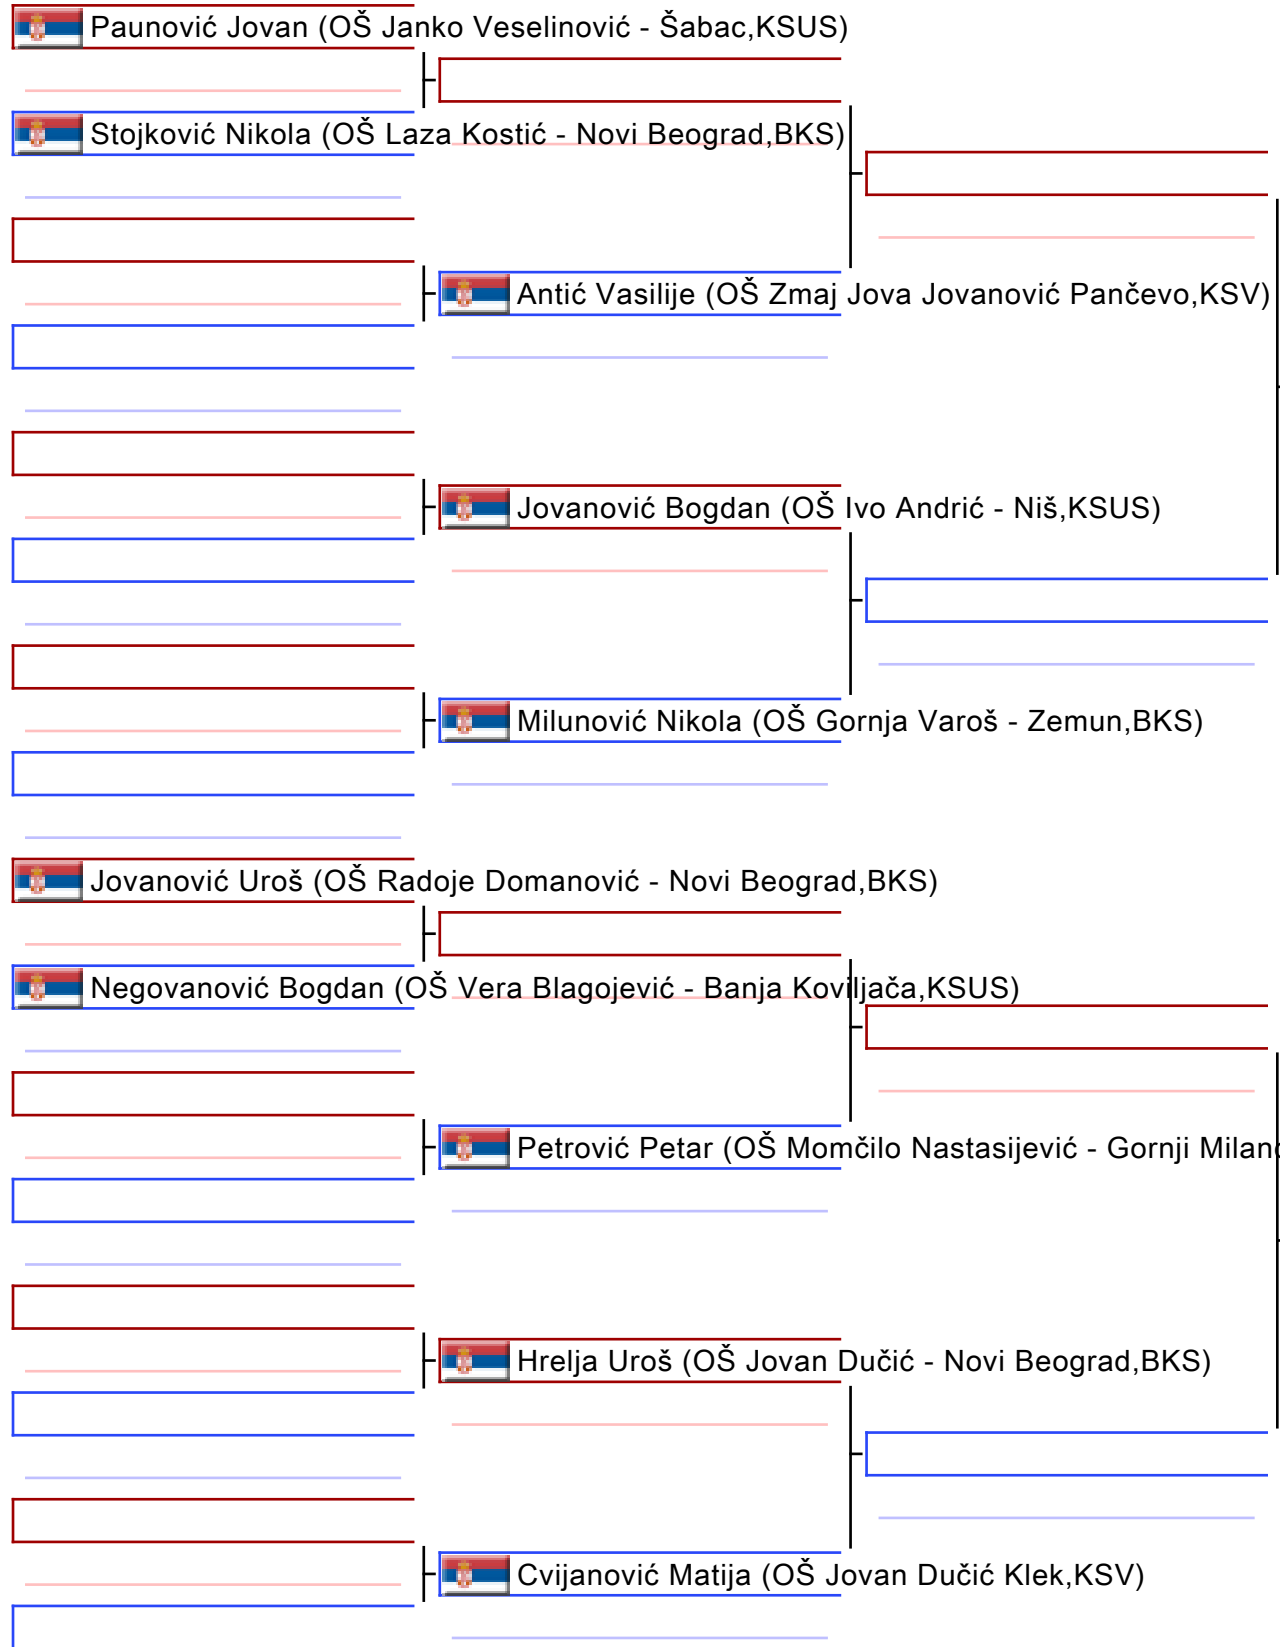 Paunović Jovan (OŠ Janko Veselinović - Šabac,KSUS)
Stojković Nikola (OŠ Laza Kostić - Novi Beograd,BKS)
Antić Vasilije (OŠ Zmaj Jova Jovanović Pančevo,KSV)
Jovanović Bogdan (OŠ Ivo Andrić - Niš,KSUS)
Milunović Nikola (OŠ Gornja Varoš - Zemun,BKS)
Jovanović Uroš (OŠ Radoje Domanović - Novi Beograd,BKS)
Negovanović Bogdan (OŠ Vera Blagojević - Banja Koviljača,KSUS)
Petrović Petar (OŠ Momčilo Nastasijević - Gornji
Hrelja Uroš (OŠ Jovan Dučić - Novi Beograd,BKS)
Cvijanović Matija (OŠ Jovan Dučić Klek,KSV)